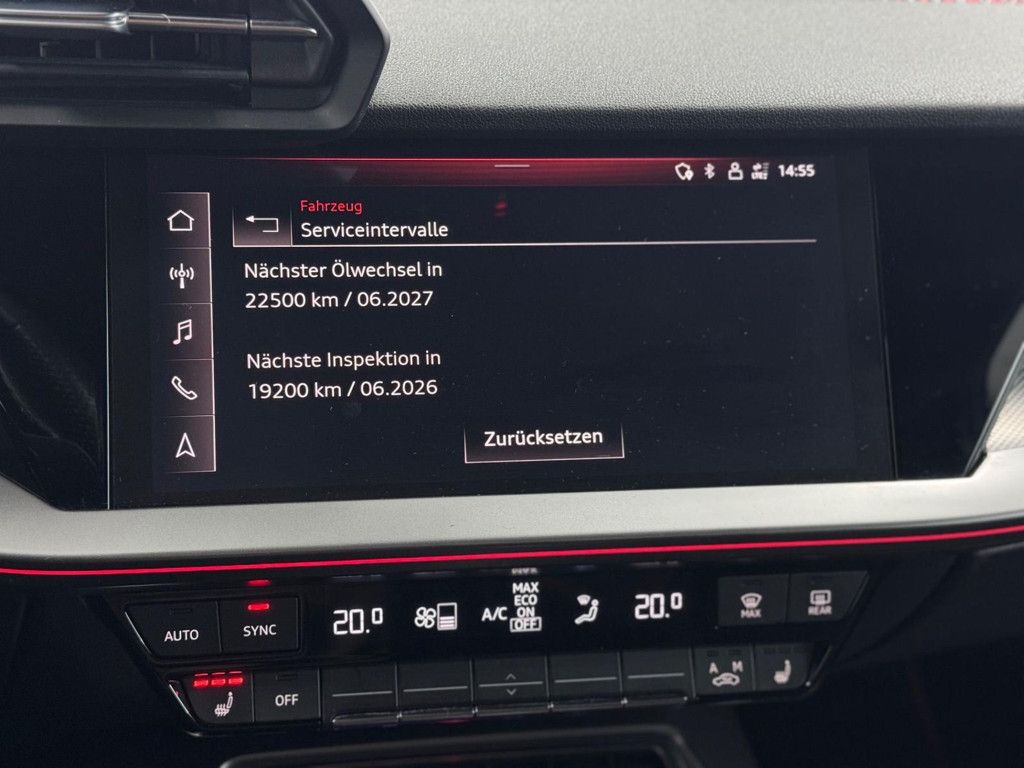 14:55
Fahrzeug
Serviceintervalle
Nächster Ölwechsel in
22500 km / 06.2027
Nächste Inspektion in
19200 km / 06.2026
Zurücksetzen
MAX
ECO
20.0 A/C ON 20.0
OFF
AUTO SYNC MAX REAR
OFF A M